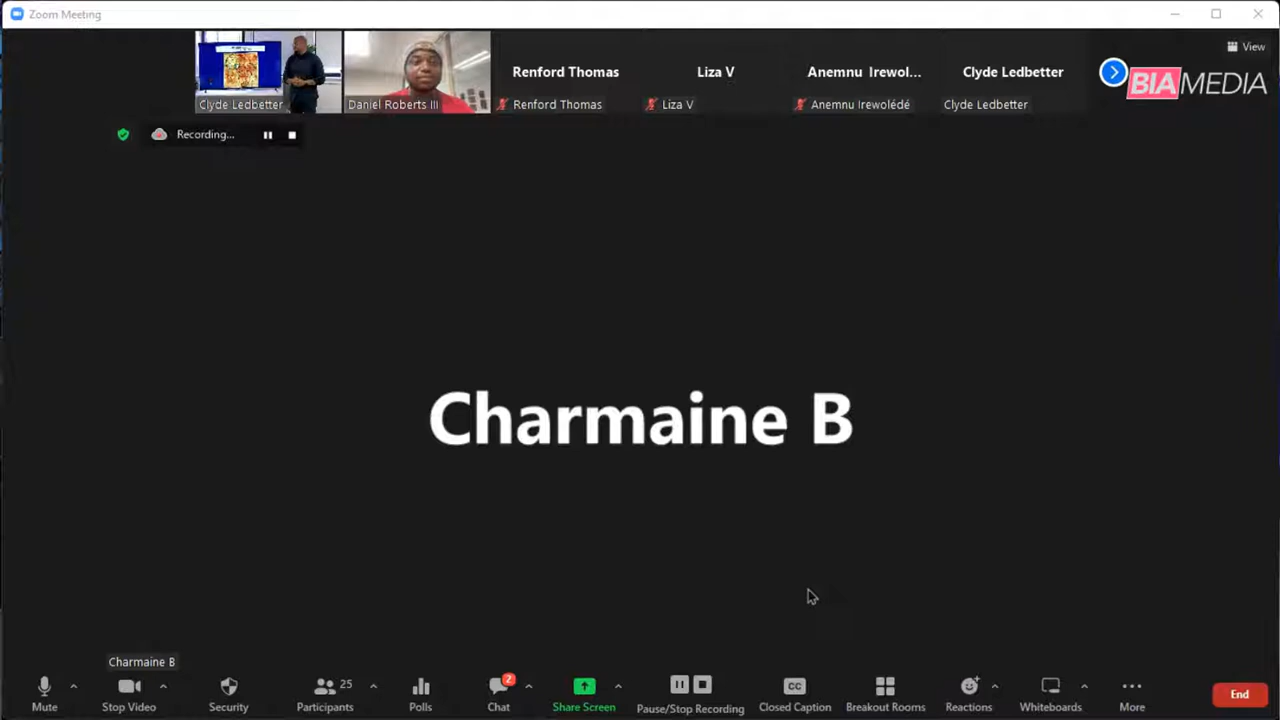 Zoom Meeting
View
Renford Thomas
Liza V
Anemnu Irewol...
Clyde Ledbetter
Clyde Ledbetter
Daniel Roberts III
Renford Thomas
Liza V
Anemnu Irewolédé
Clyde Ledbetter
BIAMEDIA
Recording...
Charmaine B
Charmaine B
Mute
Stop Video
Security
Participants
25
Polls
Chat
2
Share Screen
Pause/Stop Recording
CC
Closed Caption
Breakout Rooms
Reactions
Whiteboards
More
End